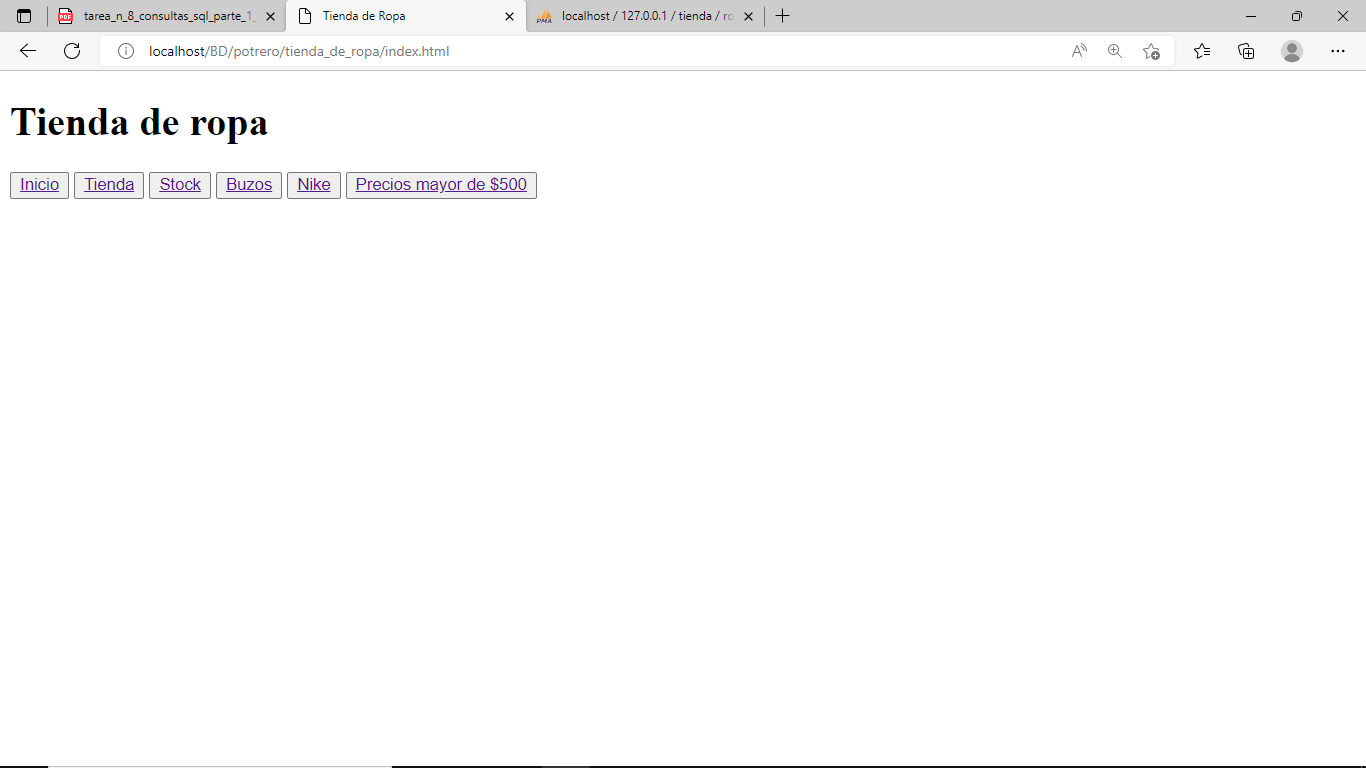 tarea_n_8_consultas_sql_parte_1_
Tienda de Ropa
localhost / 127.0.0.1 / tienda / ro
localhost/BD/potrero/tienda_de_ropa/index.html
Tienda de ropa
Inicio Tienda Stock Buzos Nike Precios mayor de $500